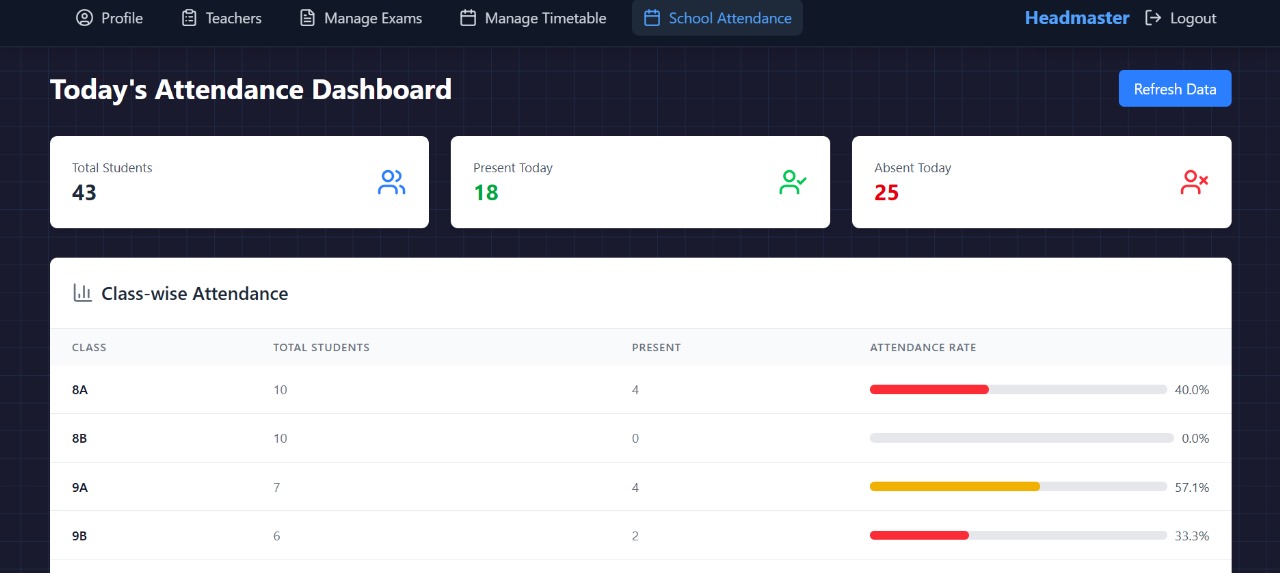 Profile Teachers Manage Exams Manage Timetable School Attendance Headmaster Logout
Today's Attendance Dashboard Refresh Data
Total Students
43
Present Today
18
Absent Today
25
Class-wise Attendance
CLASS TOTAL STUDENTS PRESENT ATTENDANCE RATE
8A 10 4 40.0%
8B 10 0 0.0%
9A 7 4 57.1%
9B 6 2 33.3%